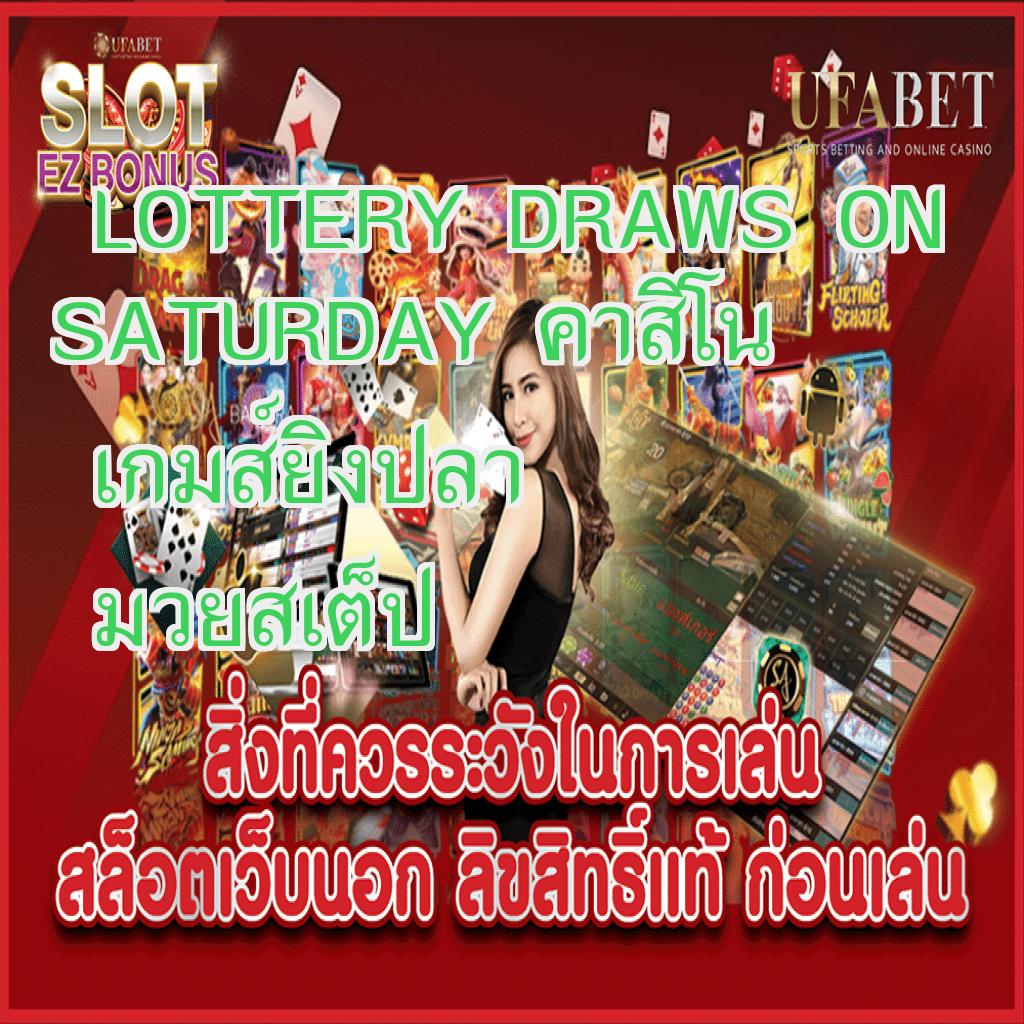 UFABET
SLOT
EZ BONUS
UFABET
SPORTS BETTING AND ONLINE CASINO
LOTTERY DRAWS ON
SATURDAY คาสิโน
เกมส์ยิงปลา
มวยสเต็ป
DRAGON
FLIRTING
SCHOLAR
สิ่งที่ควรระวังในการเล่น
สล็อตเว็บนอก ลิขสิทธิ์แท้ ก่อนเล่น